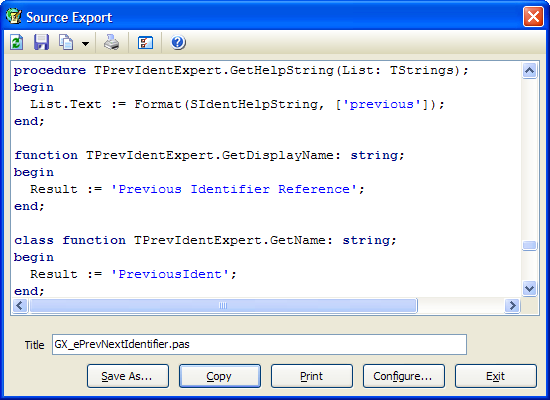 Source Export
procedure TPrevIdentExpert.GetHelpString(List: TStrings);
begin
  List.Text := Format(SIdentHelpString, ['previous']);
end;
function TPrevIdentExpert.GetDisplayName: string;
begin
  Result := 'Previous Identifier Reference';
end;
class function TPrevIdentExpert.GetName: string;
begin
  Result := 'PreviousIdent';
end;
Title GX_ePrevNextIdentifier.pas
Save As... Copy Print Configure... Exit